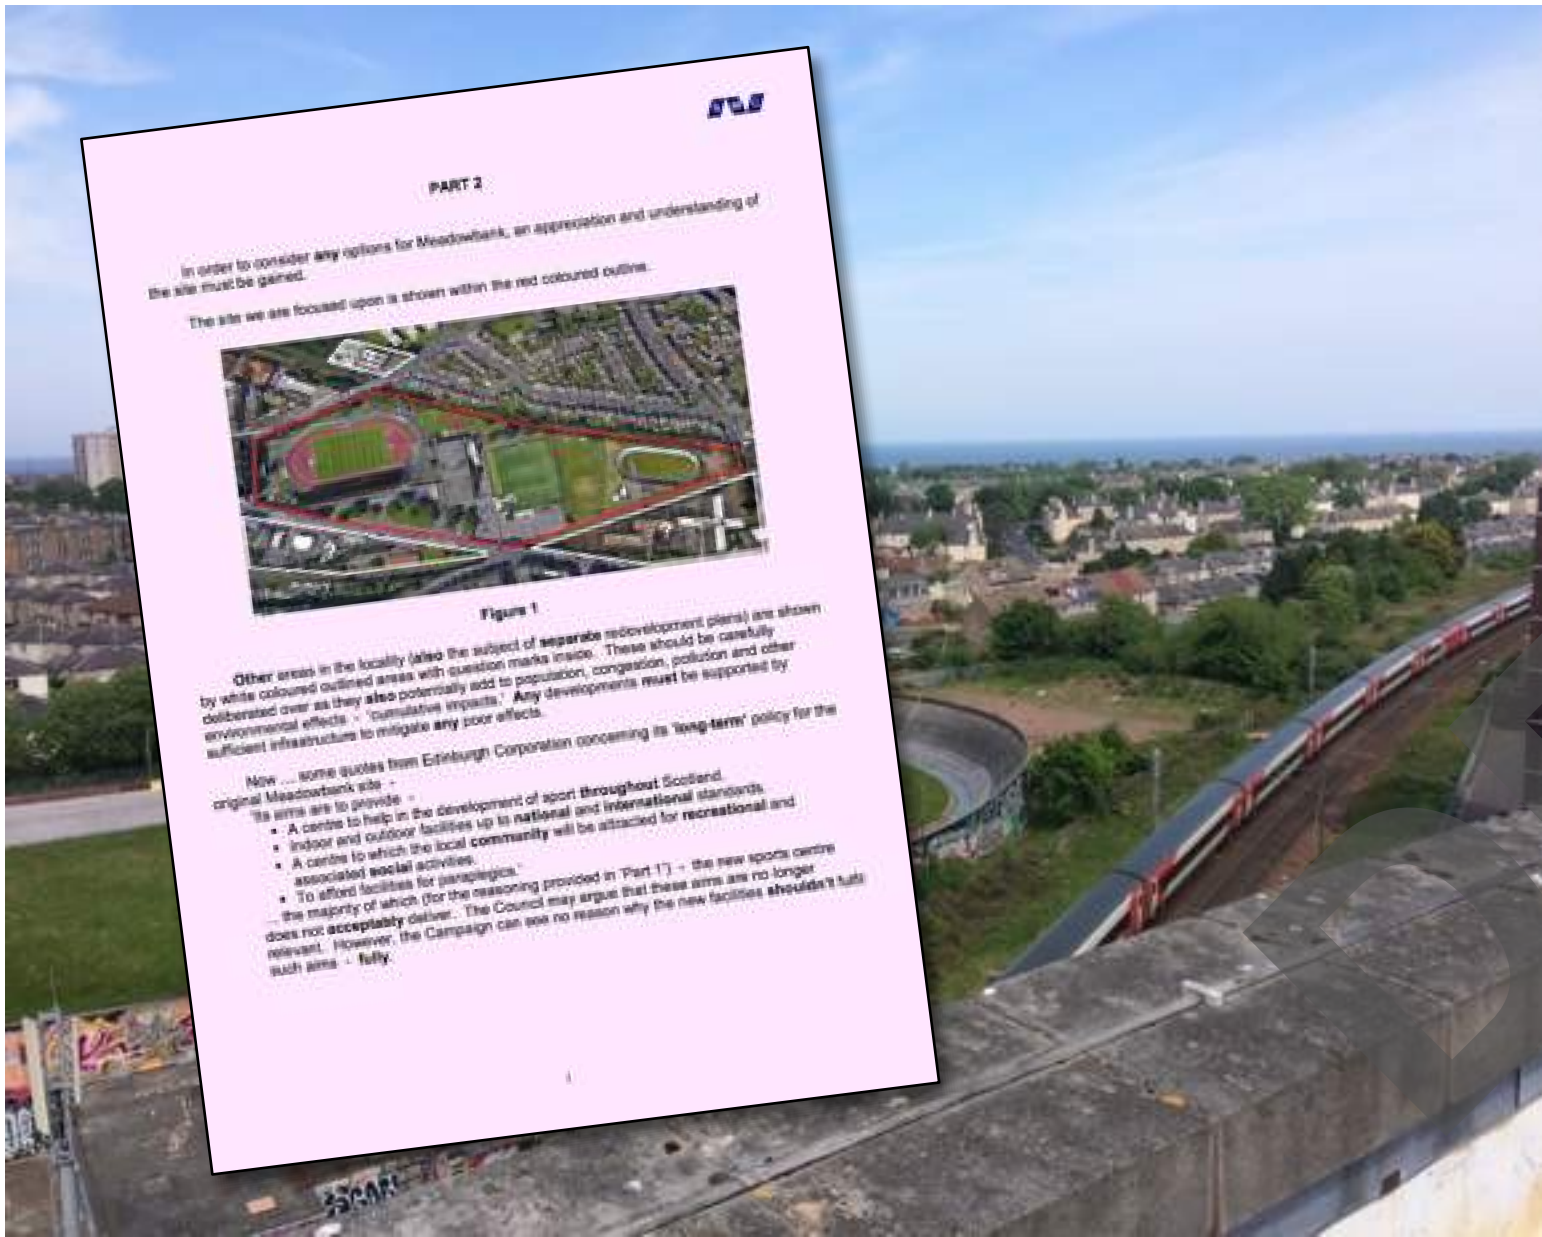 PART 2
In order to consider any options for Meadowbank, an appreciation and understanding of
the site must be gained.
The site we are focused upon is shown within the red coloured outline.
Figure 1
Other areas in the locality (also the subject of separate redevelopment plans) are shown
by white coloured outlined areas with question marks inside. These should be carefully
deliberated over as they also potentially add to population, congestion, pollution and other
environmental effects - 'cumulative impacts'. Any developments must be supported by
sufficient infrastructure to mitigate any poor effects.
Now ... some quotes from Edinburgh Corporation concerning its 'long-term' policy for the
original Meadowbank site -
"Its aims are to provide -
• A centre to help in the development of sport throughout Scotland.
• Indoor and outdoor facilities up to national and international standards.
• A centre to which the local community will be attracted for recreational and
associated social activities.
• To afford facilities for paraplegics."
... the majority of which (for the reasoning provided in 'Part 1') - the new sports centre
does not acceptably deliver. The Council may argue that these aims are no longer
relevant. However, the Campaign can see no reason why the new facilities shouldn't fulfil
such aims - fully.